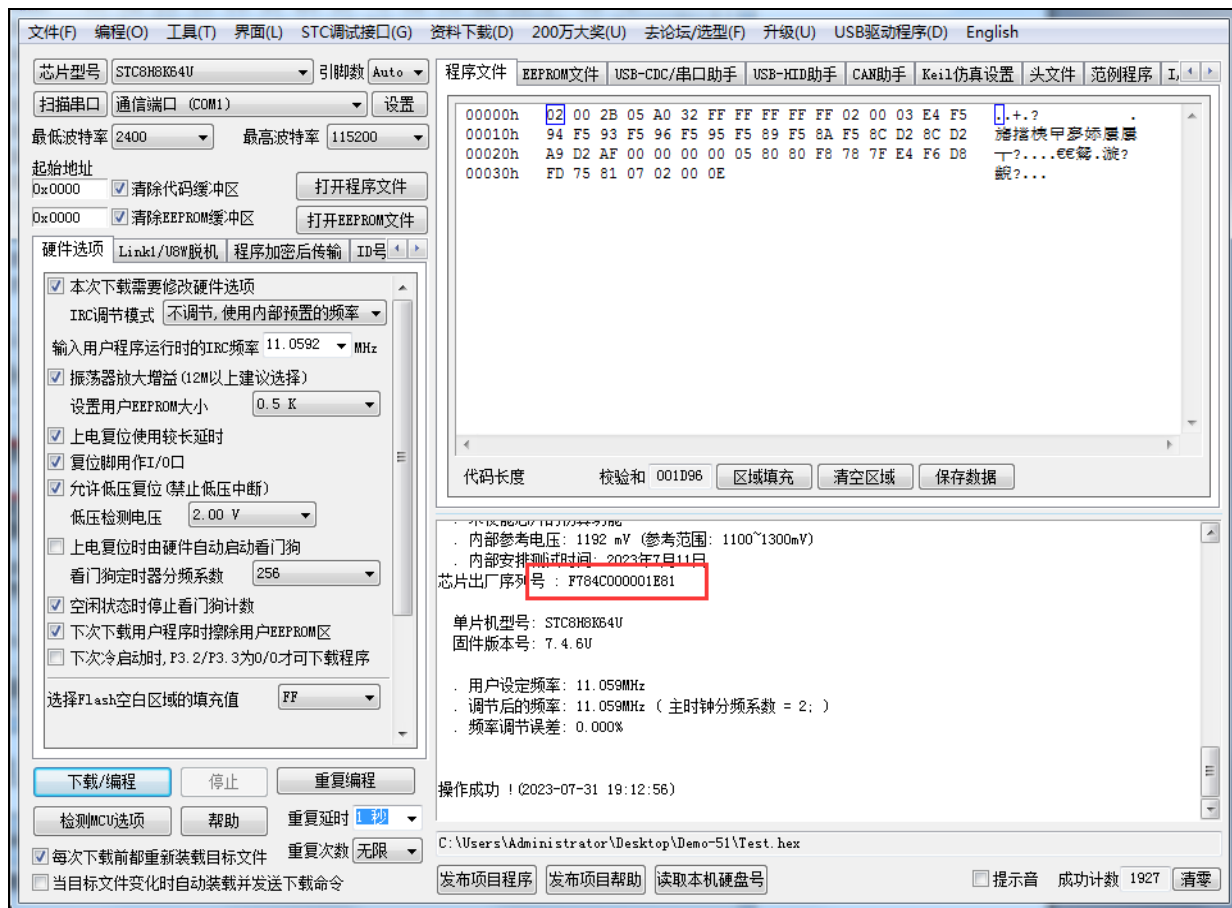 文件(F) 编程(O) 工具(T) 界面(L) STC调试接口(G) 资料下载(D) 200万大奖(U) 去论坛/选型(F) 升级(U) USB驱动程序(D) English
芯片型号 STC8H8K64U 引脚数 Auto
扫描串口 通信端口 (COM1) 设置
最低波特率 2400 最高波特率 115200
起始地址
0x0000 清除代码缓冲区 打开程序文件
0x0000 清除EEPROM缓冲区 打开EEPROM文件
硬件选项 Link1/U8W脱机 程序加密后传输 ID号
本次下载需要修改硬件选项
IRC调节模式 不调节,使用内部预置的频率
输入用户程序运行时的IRC频率 11.0592 MHz
振荡器放大增益(12M以上建议选择)
设置用户EEPROM大小 0.5 K
上电复位使用较长延时
复位脚用作I/O口
允许低压复位(禁止低压中断)
低压检测电压 2.00 V
上电复位时由硬件自动启动看门狗
看门狗定时器分频系数 256
空闲状态时停止看门狗计数
下次下载用户程序时擦除用户EEPROM区
下次冷启动时,P3.2/P3.3为0/0才可下载程序
选择Flash空白区域的填充值 FF
下载/编程 停止 重复编程
检测MCU选项 帮助 重复延时 1 秒
每次下载前都重新装载目标文件 重复次数 无限
当目标文件变化时自动装载并发送下载命令
程序文件 EEPROM文件 USB-CDC/串口助手 USB-HID助手 CAN助手 Keil仿真设置 头文件 范例程序 I/
00000h 02 00 2B 05 A0 32 FF FF FF FF FF 02 00 03 E4 F5 ..+.? .
00010h 94 F5 93 F5 96 F5 95 F5 89 F5 8A F5 8C D2 8C D2
00020h A9 D2 AF 00 00 00 00 05 80 80 F8 78 7F E4 F6 D8
00030h FD 75 81 07 02 00 0E
代码长度 校验和 001D96 区域填充 清空区域 保存数据
. 内部参考电压: 1192 mV (参考范围: 1100~1300mV)
. 内部安排测试时间: 2023年7月11日
芯片出厂序列号 : F784C000001E81
单片机型号: STC8H8K64U
固件版本号: 7.4.6U
. 用户设定频率: 11.059MHz
. 调节后的频率: 11.059MHz ( 主时钟分频系数 = 2; )
. 频率调节误差: 0.000%
操作成功 !(2023-07-31 19:12:56)
C:\Users\Administrator\Desktop\Demo-51\Test.hex
发布项目程序 发布项目帮助 读取本机硬盘号 提示音 成功计数 1927 清零